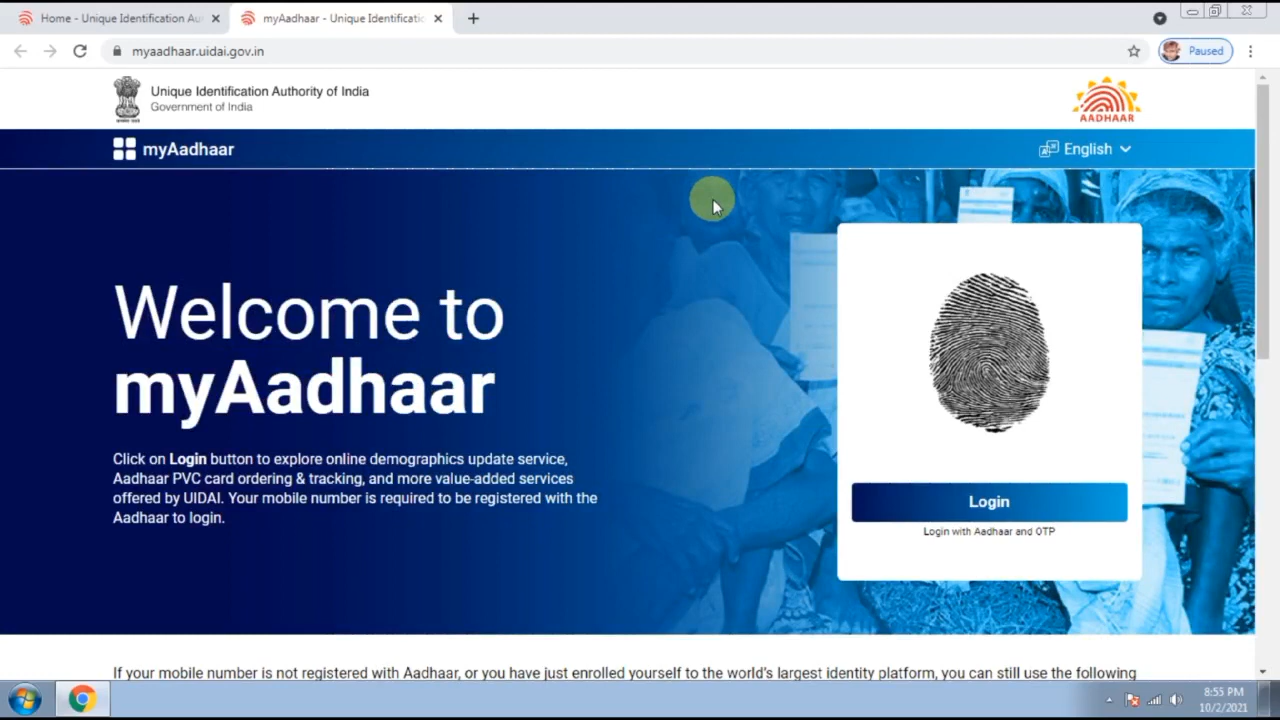 Home - Unique Identification Au
myAadhaar - Unique Identificatio
myaadhaar.uidai.gov.in
Paused
Unique Identification Authority of India
Government of India
AADHAAR
myAadhaar
English
Welcome to
myAadhaar
Click on Login button to explore online demographics update service,
Aadhaar PVC card ordering & tracking, and more value-added services
offered by UIDAI. Your mobile number is required to be registered with the
Aadhaar to login.
Login
Login with Aadhaar and OTP
If your mobile number is not registered with Aadhaar, or you have just enrolled yourself to the world's largest identity platform, you can still use the following
8:55 PM
10/2/2021